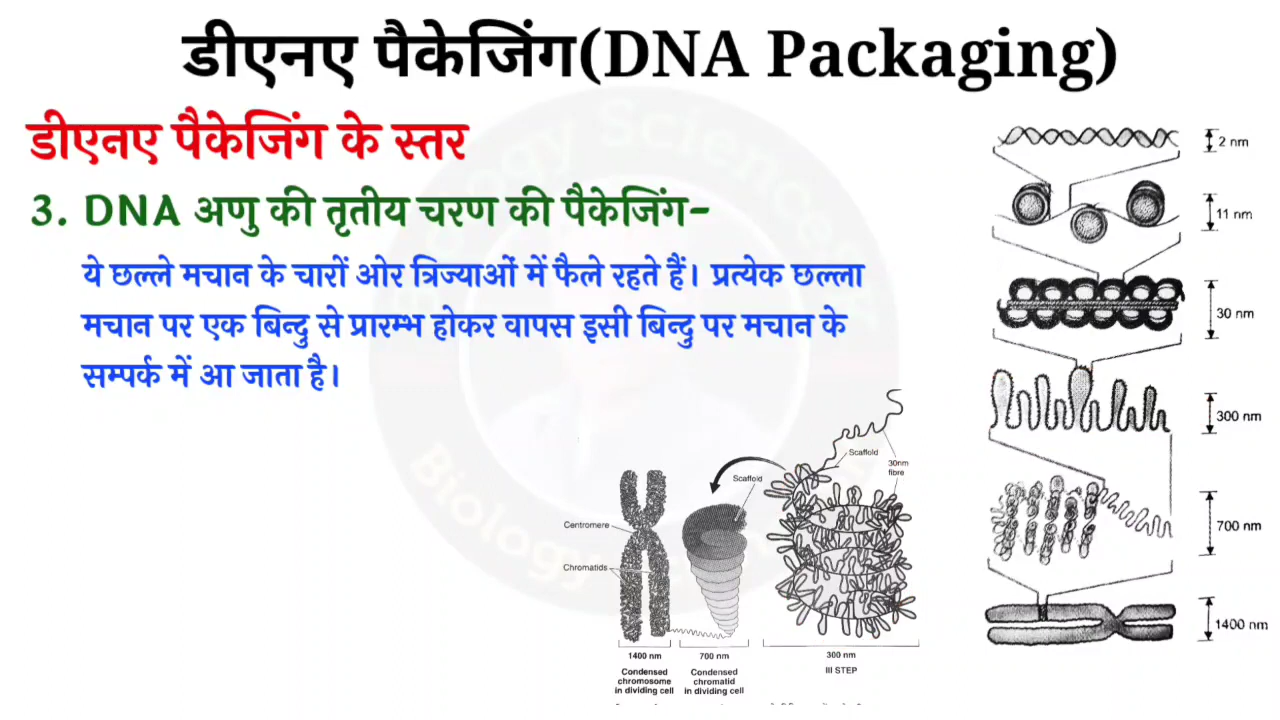 डीएनए पैकेजिंग(DNA Packaging)
डीएनए पैकेजिंग के स्तर
3. DNA अणु की तृतीय चरण की पैकेजिंग-
ये छल्ले मचान के चारों ओर त्रिज्याओं में फैले रहते हैं। प्रत्येक छल्ला
मचान पर एक बिन्दु से प्रारम्भ होकर वापस इसी बिन्दु पर मचान के
सम्पर्क में आ जाता है।
2 nm
11 nm
30 nm
300 nm
700 nm
1400 nm
Scaffold
30nm
fibre
Scaffold
Centromere
Chromatids
1400 nm
700 nm
300 nm
Condensed
chromosome
in dividing cell
Condensed
chromatid
in dividing cell
III STEP
Biology Science
Biology